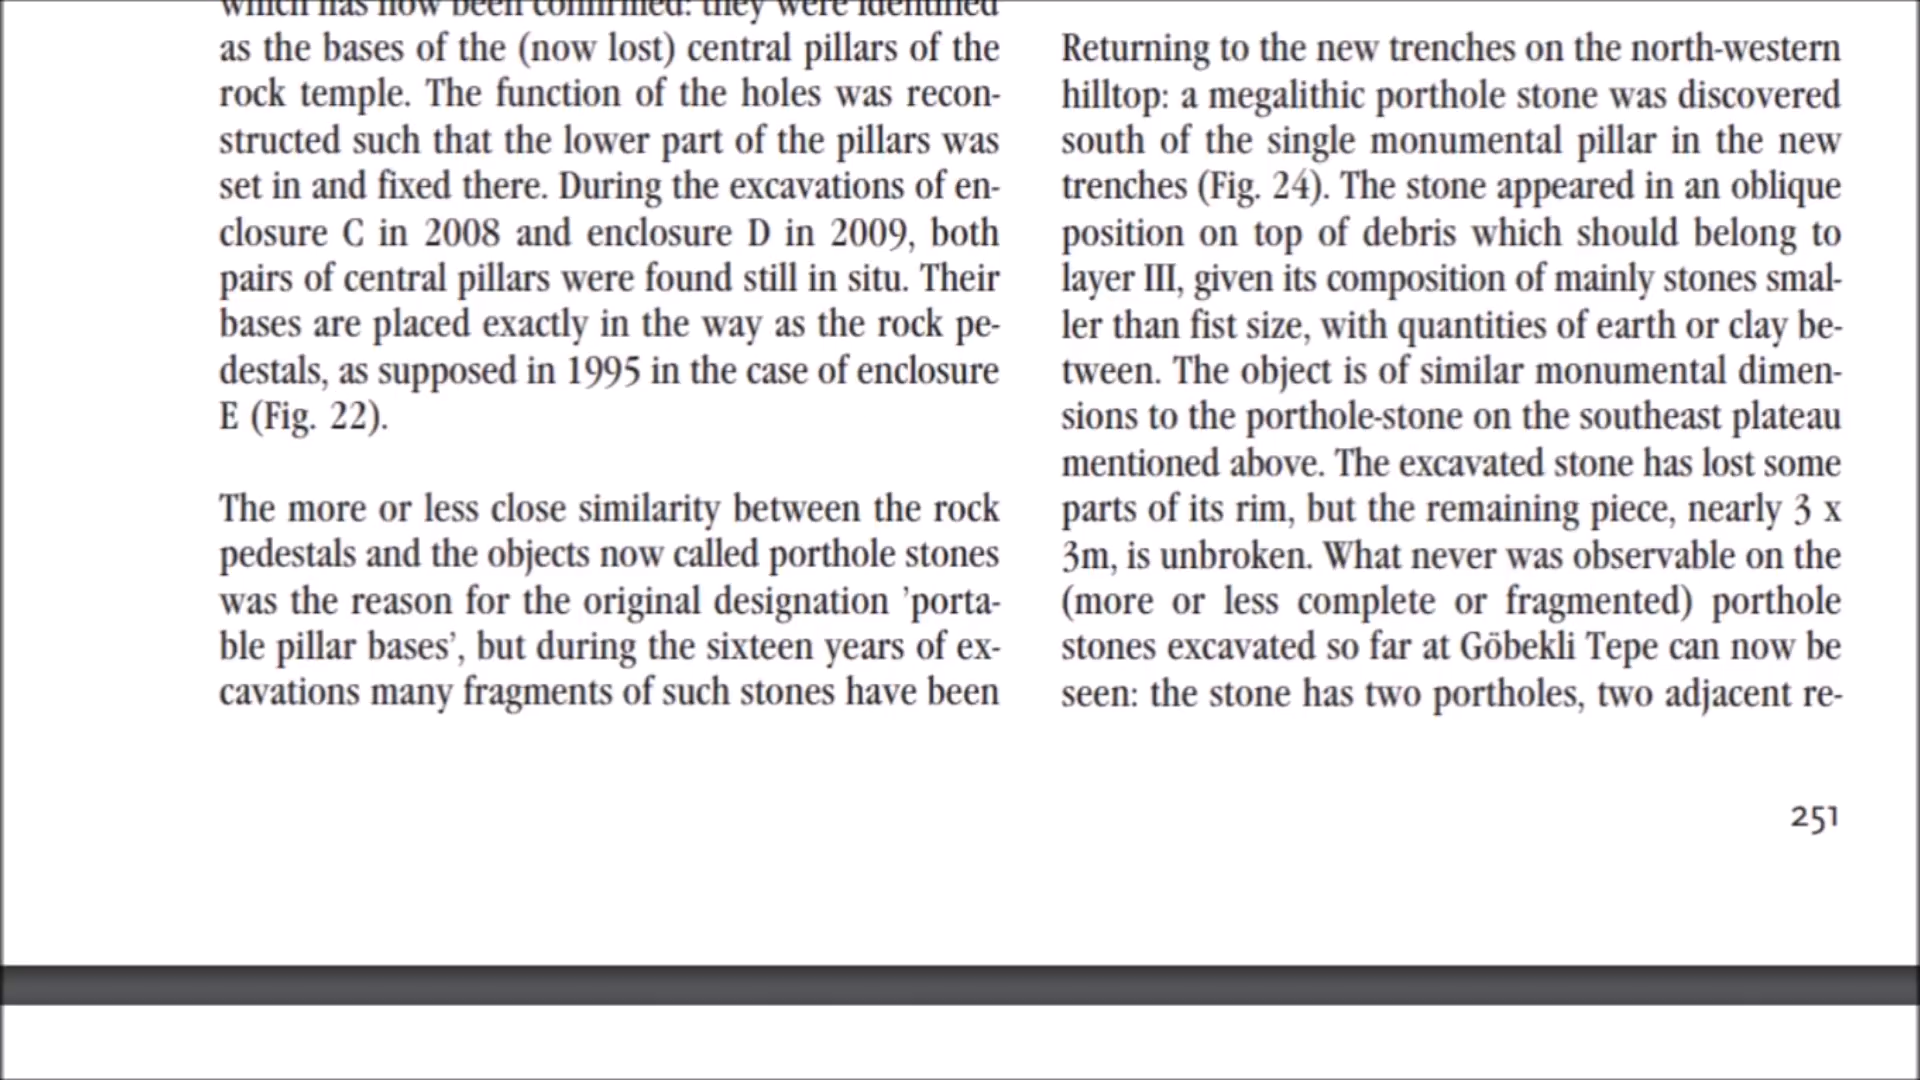 which has now been confirmed: they were identified
as the bases of the (now lost) central pillars of the
rock temple. The function of the holes was recon-
structed such that the lower part of the pillars was
set in and fixed there. During the excavations of en-
closure C in 2008 and enclosure D in 2009, both
pairs of central pillars were found still in situ. Their
bases are placed exactly in the way as the rock pe-
destals, as supposed in 1995 in the case of enclosure
E (Fig. 22).
The more or less close similarity between the rock
pedestals and the objects now called porthole stones
was the reason for the original designation ’porta-
ble pillar bases’, but during the sixteen years of ex-
cavations many fragments of such stones have been
Returning to the new trenches on the north-western
hilltop: a megalithic porthole stone was discovered
south of the single monumental pillar in the new
trenches (Fig. 24). The stone appeared in an oblique
position on top of debris which should belong to
layer III, given its composition of mainly stones smal-
ler than fist size, with quantities of earth or clay be-
tween. The object is of similar monumental dimen-
sions to the porthole-stone on the southeast plateau
mentioned above. The excavated stone has lost some
parts of its rim, but the remaining piece, nearly 3 x
3m, is unbroken. What never was observable on the
(more or less complete or fragmented) porthole
stones excavated so far at Göbekli Tepe can now be
seen: the stone has two portholes, two adjacent re-
251